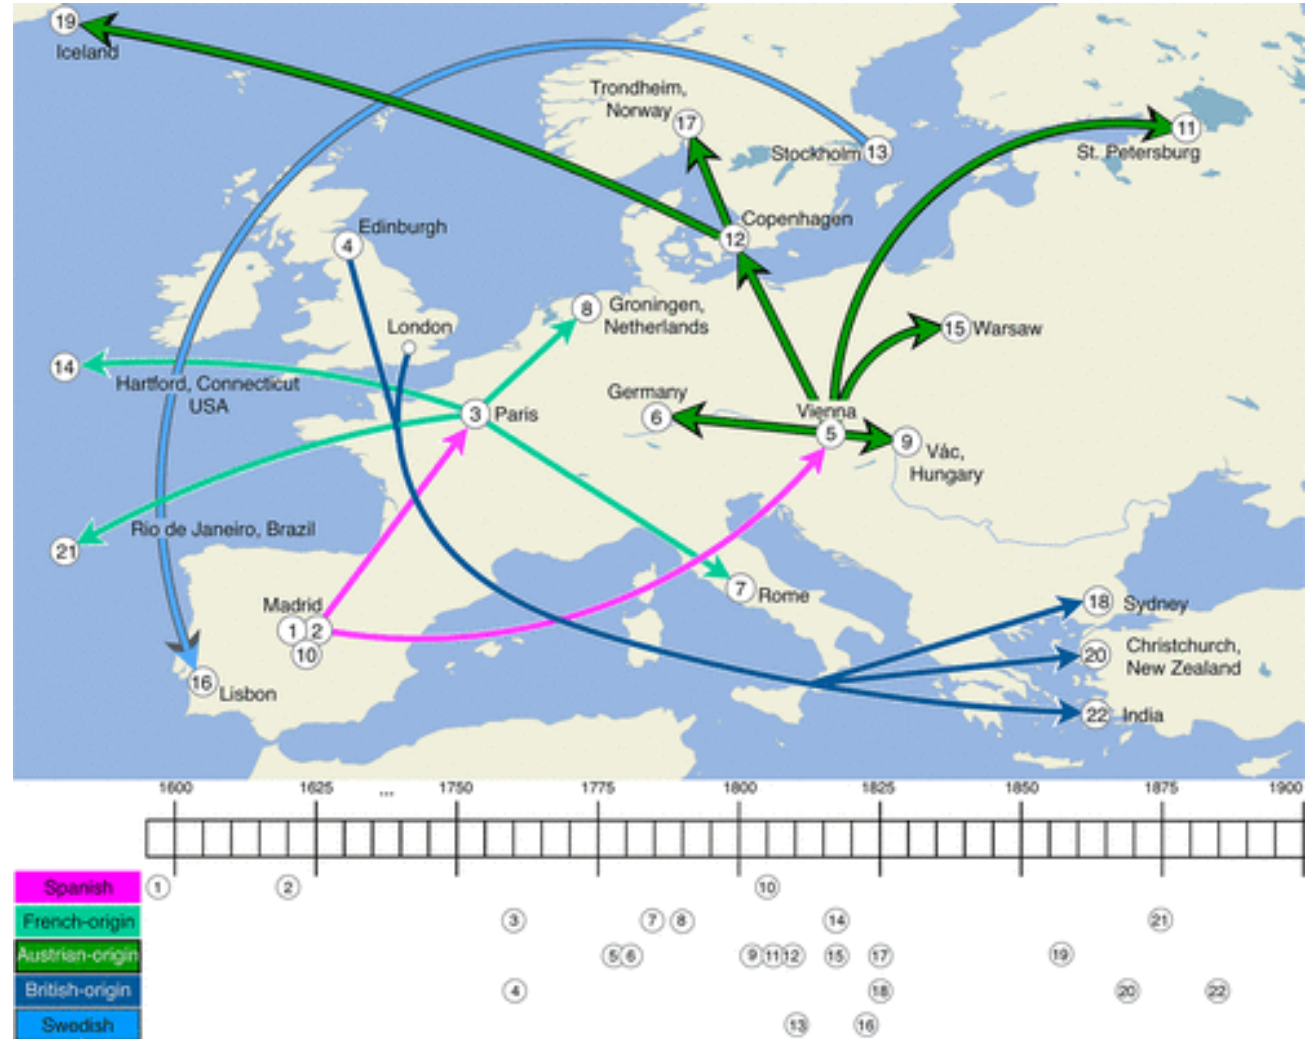 19
Iceland
Trondheim,
Norway
17
Stockholm
13
11
St. Petersburg
Edinburgh
4
Copenhagen
12
8
Groningen,
Netherlands
London
15
Warsaw
14
Hartford, Connecticut
USA
3
Paris
Germany
6
Vienna
5
9
Vác,
Hungary
Rio de Janeiro, Brazil
21
7
Rome
Madrid
1
2
10
18
Sydney
20
Christchurch,
New Zealand
16
Lisbon
22
India
1600 1625 ... 1750 1775 1800 1825 1850 1875 1900
Spanish 1 2 10
French-origin 3 7 8 14 21
Austrian-origin 5 6 9 11 12 15 17 19
British-origin 4 18 20 22
Swedish 13 16